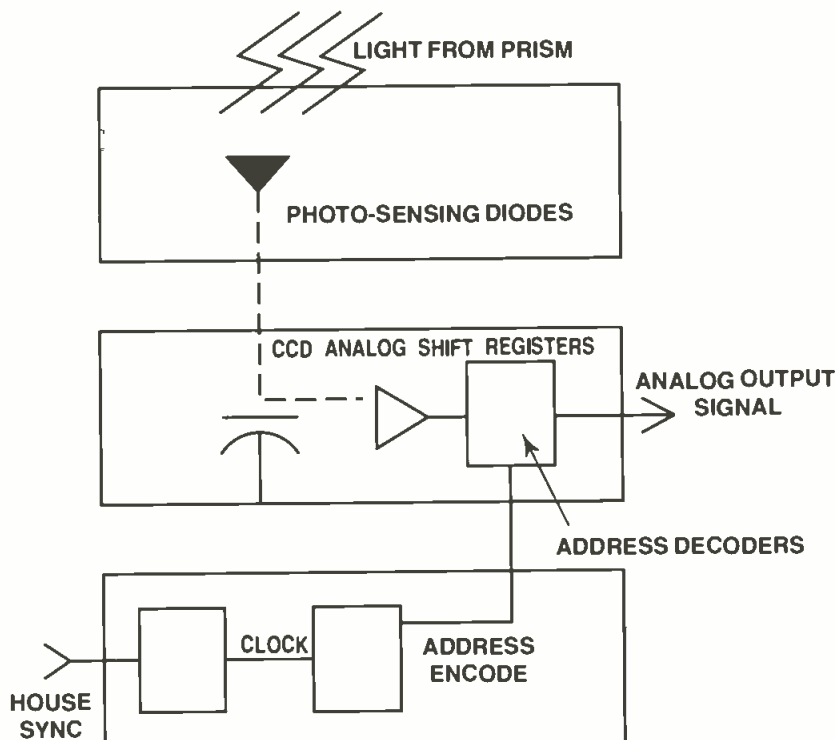 LIGHT FROM PRISM
PHOTO-SENSING DIODES
CCD ANALOG SHIFT REGISTERS
ANALOG OUTPUT
SIGNAL
ADDRESS DECODERS
CLOCK
ADDRESS
ENCODE
HOUSE
SYNC